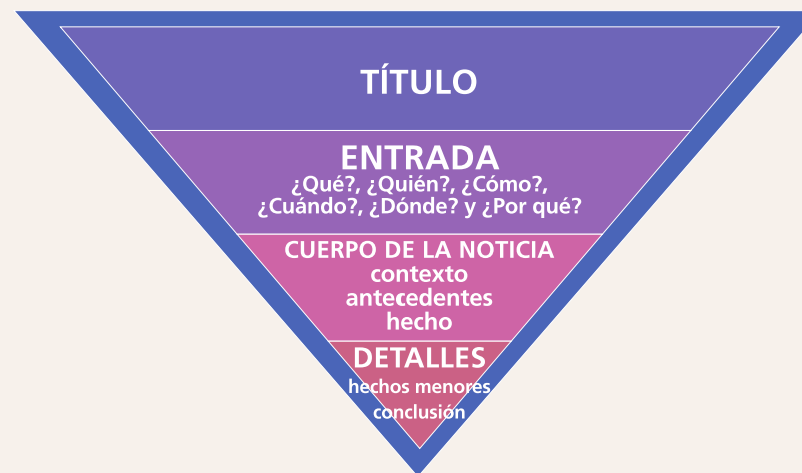 TÍTULO
ENTRADA
¿Qué?, ¿Quién?, ¿Cómo?,
¿Cuándo?, ¿Dónde? y ¿Por qué?
CUERPO DE LA NOTICIA
contexto
antecedentes
hecho
DETALLES
hechos menores
conclusión